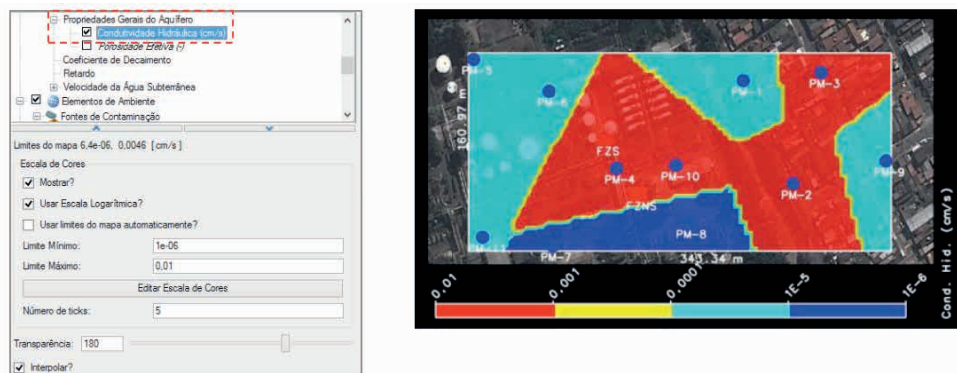 Propriedades Gerais do Aquífero
Condutividade Hidráulica (cm/s)
Porosidade Efetiva (-)
Coeficiente de Decaimento
Retardo
Velocidade da Água Subterrânea
Elementos de Ambiente
Fontes de Contaminação
Limites do mapa 6,4e-06, 0,0046 [cm/s]
Escala de Cores
Mostrar?
Usar Escala Logarítmica?
Usar limites do mapa automaticamente?
Limite Mínimo: 1e-06
Limite Máximo: 0,01
Editar Escala de Cores
Número de ticks: 5
Transparência: 180
Interpolar?
PM-5
PM-6
PM-1
PM-3
160.97 m
FZS
PM-4
PM-10
PM-9
PM-2
FZNS
PM-11
PM-7
PM-8
343.34 m
0.01
0.001
0.0001
1E-5
1E-6
Cond. Hid. (cm/s)